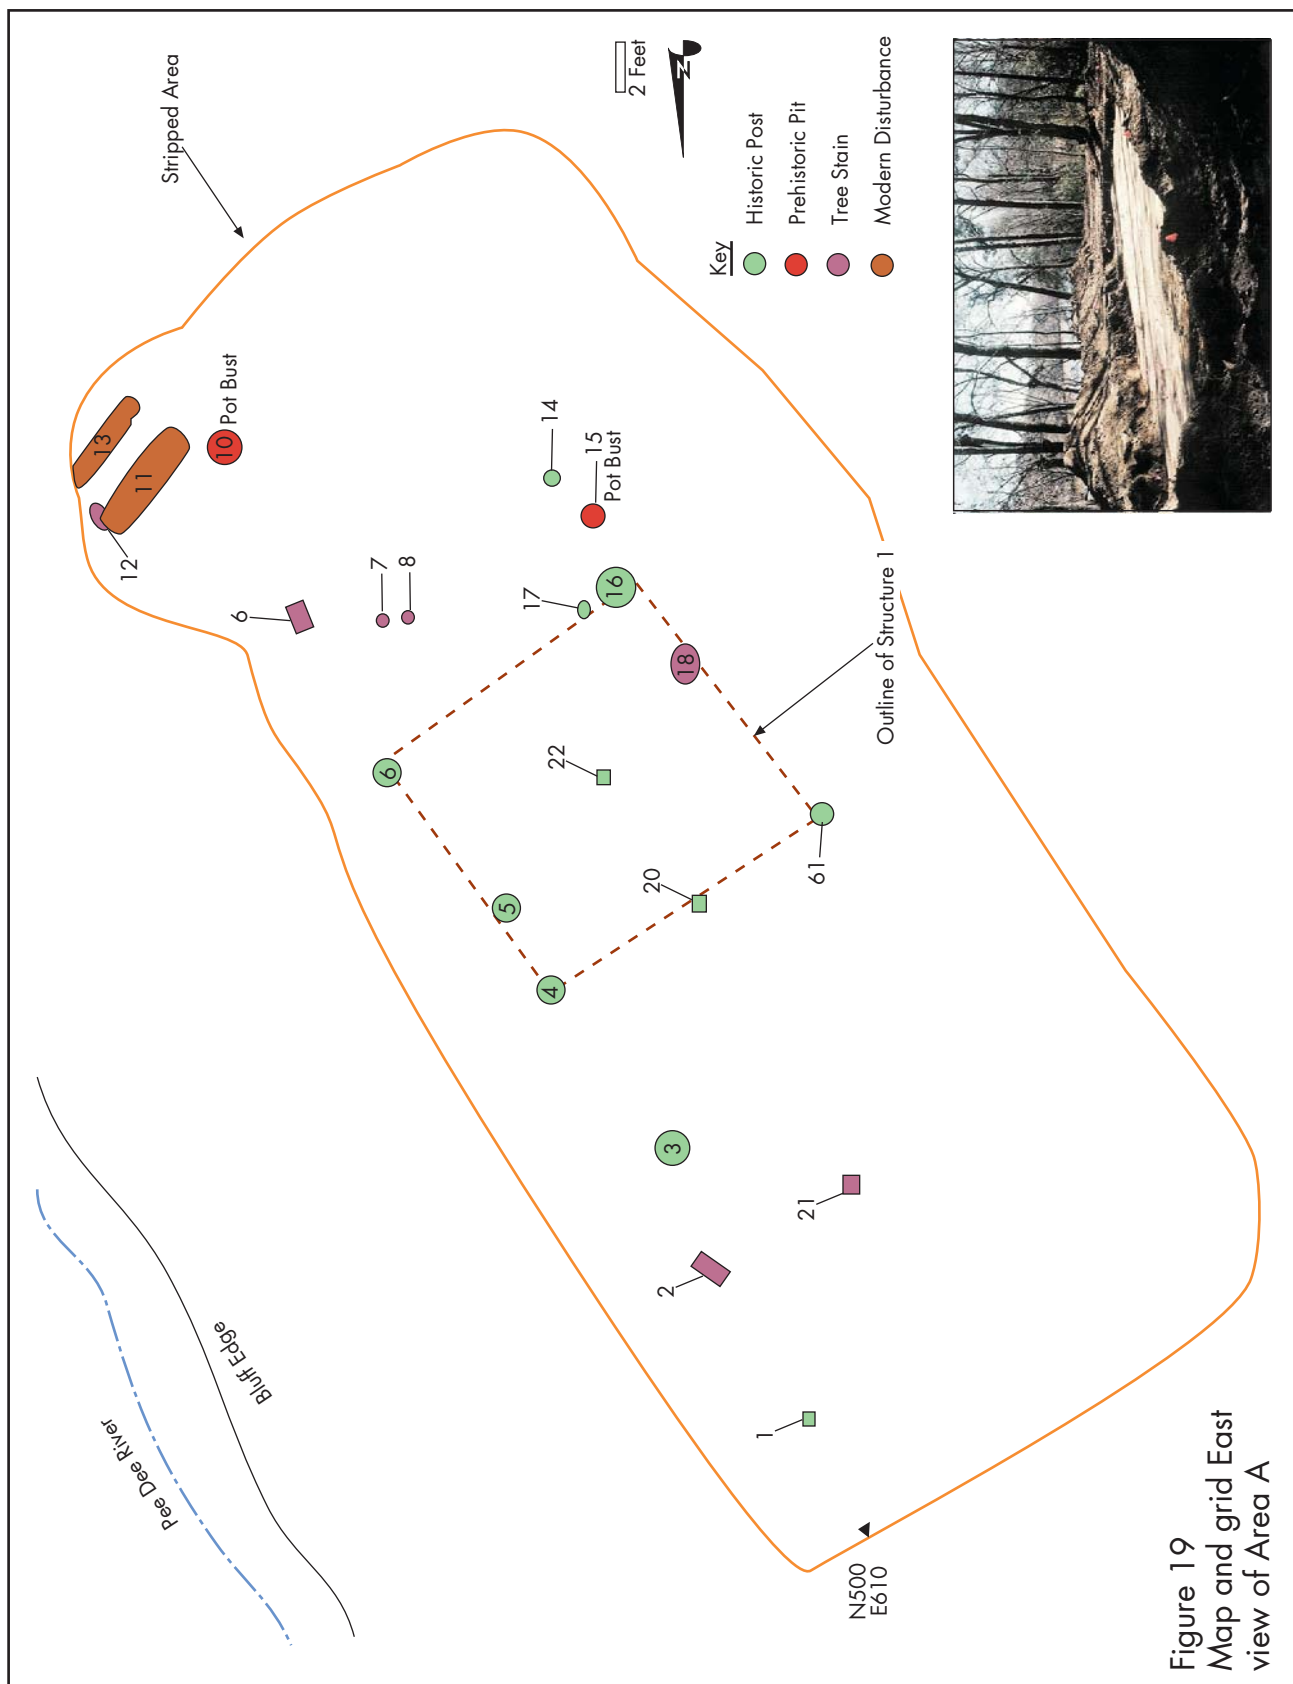 Pee Dee River
Bluff Edge
Stripped Area
13
11
12
10
Pot Bust
6
7
8
6
5
4
14
15
Pot Bust
17
16
22
18
20
61
3
2
21
1
Outline of Structure 1
N500
E610
2 Feet
N
Key
Historic Post
Prehistoric Pit
Tree Stain
Modern Disturbance
Figure 19
Map and grid East
view of Area A